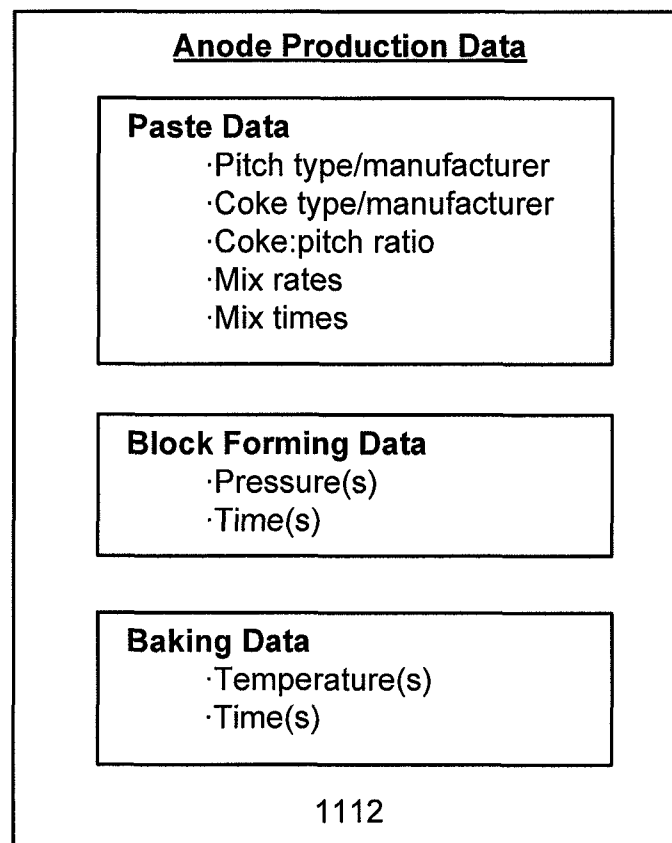 Anode Production Data
Paste Data
·Pitch type/manufacturer
·Coke type/manufacturer
·Coke:pitch ratio
·Mix rates
·Mix times
Block Forming Data
·Pressure(s)
·Time(s)
Baking Data
·Temperature(s)
·Time(s)
1112